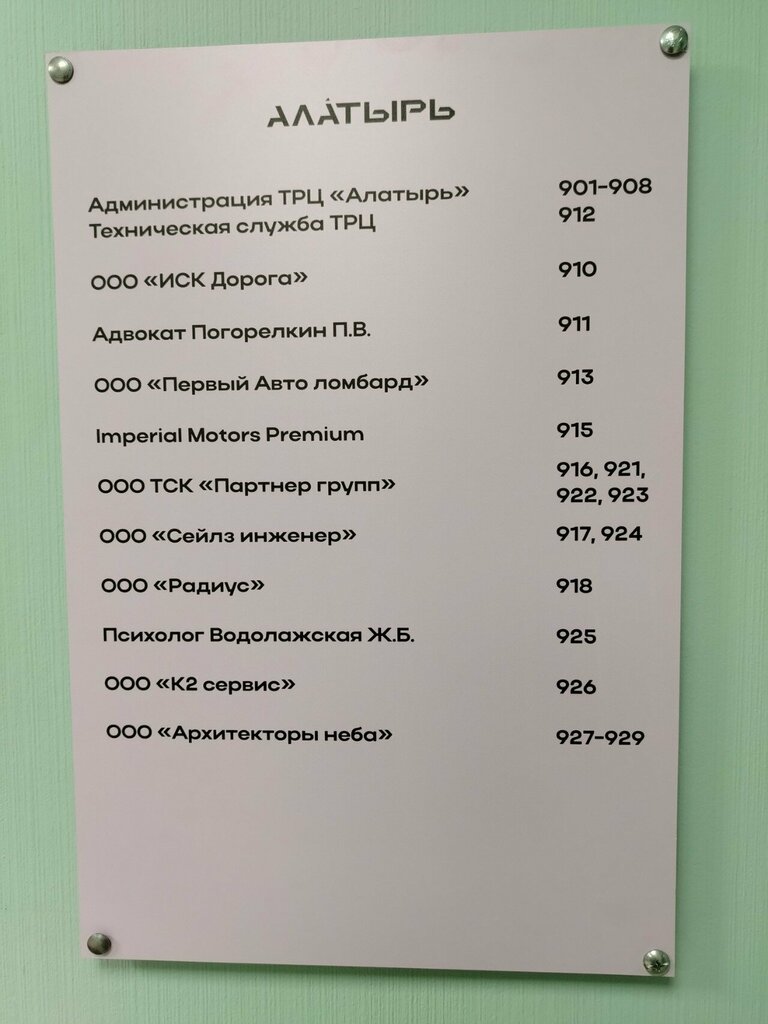 АЛАТЫРЬ
Администрация ТРЦ «Алатырь» 901-908
Техническая служба ТРЦ 912
ООО «ИСК Дорога» 910
Адвокат Погорелкин П.В. 911
ООО «Первый Авто ломбард» 913
Imperial Motors Premium 915
ООО ТСК «Партнер групп» 916, 921,
922, 923
ООО «Сейлз инженер» 917, 924
ООО «Радиус» 918
Психолог Водолажская Ж.Б. 925
ООО «К2 сервис» 926
ООО «Архитекторы неба» 927-929